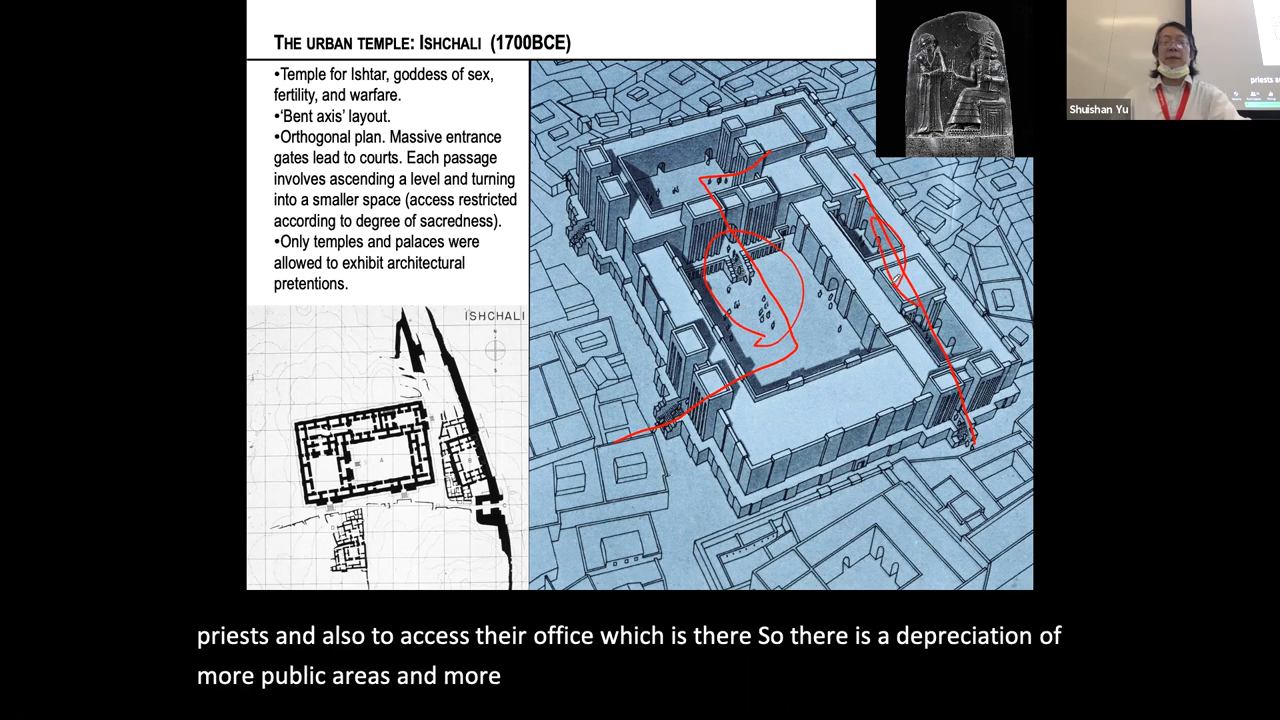 THE URBAN TEMPLE: ISHCHALI (1700BCE)
•Temple for Ishtar, goddess of sex,
fertility, and warfare.
•‘Bent axis’ layout.
•Orthogonal plan. Massive entrance
gates lead to courts. Each passage
involves ascending a level and turning
into a smaller space (access restricted
according to degree of sacredness).
•Only temples and palaces were
allowed to exhibit architectural
pretentions.
ISHCHALI
Shuishan Yu
priests a
priests and also to access their office which is there So there is a depreciation of
more public areas and more